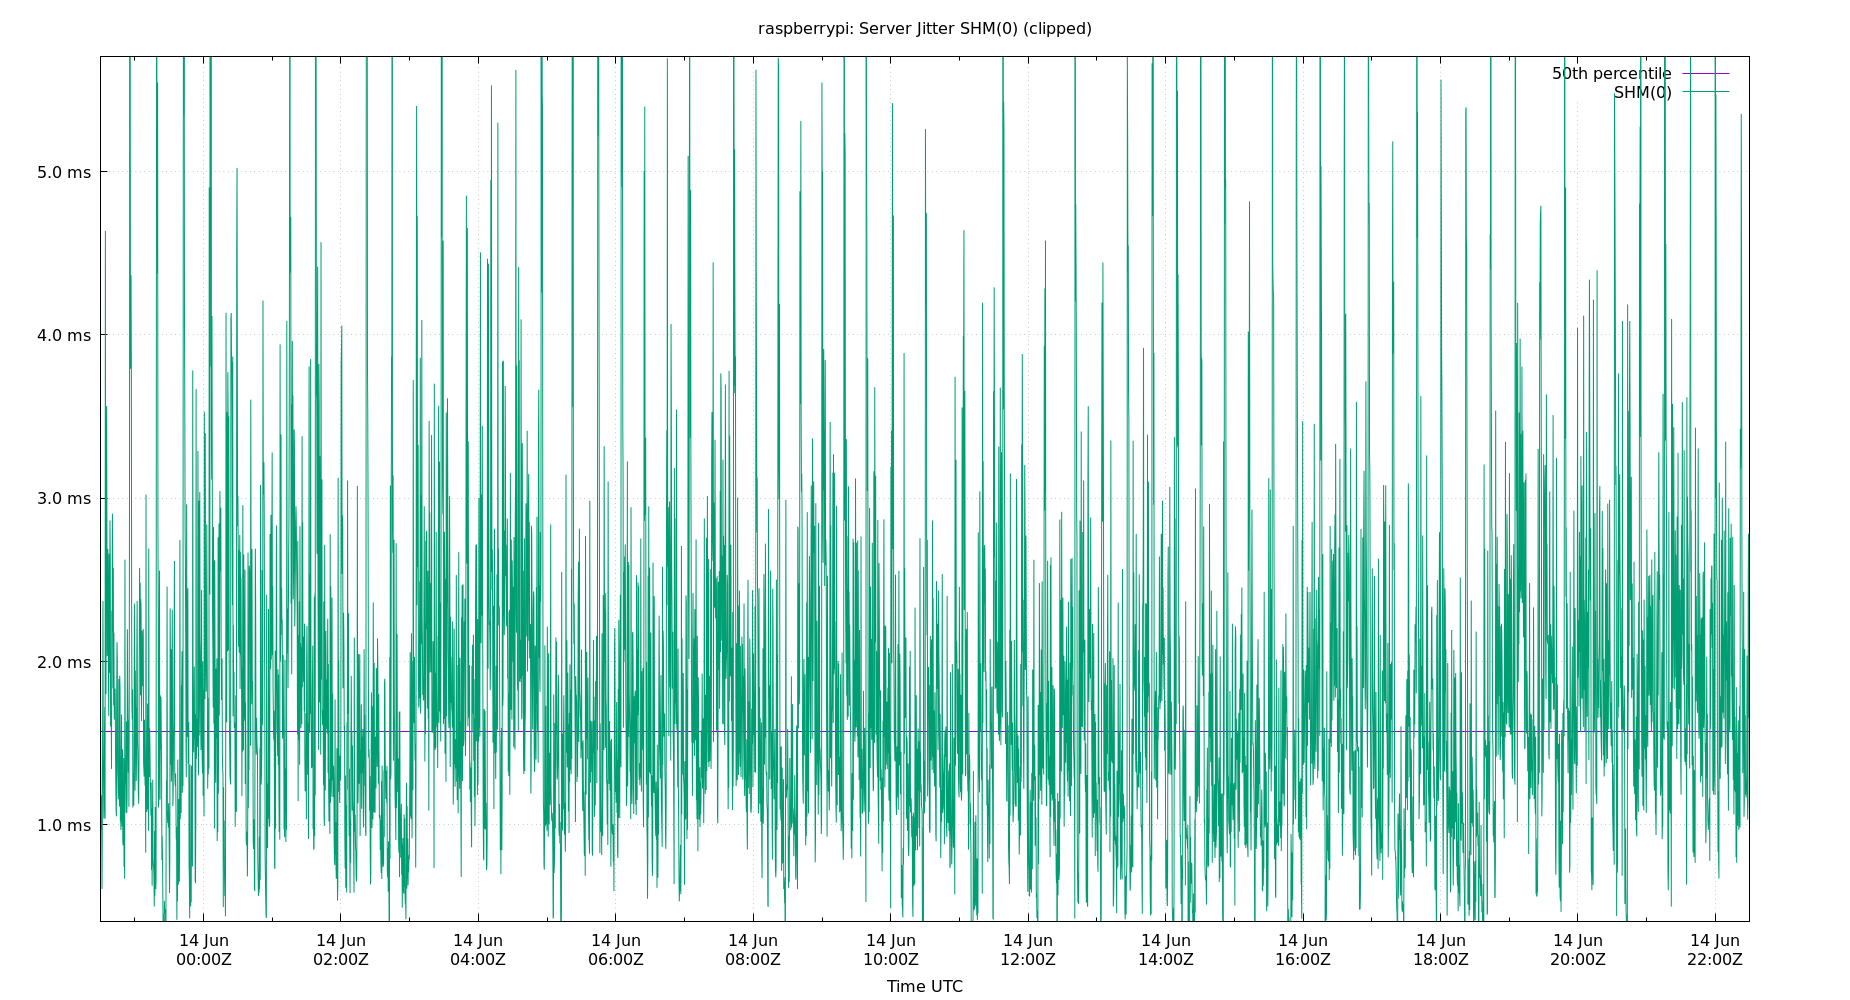 raspberrypi: Server Jitter SHM(0) (clipped)
50th percentile
SHM(0)
5.0 ms
4.0 ms
3.0 ms
2.0 ms
1.0 ms
14 Jun 14 Jun 14 Jun 14 Jun 14 Jun 14 Jun 14 Jun 14 Jun 14 Jun 14 Jun 14 Jun 14 Jun
00:00Z 02:00Z 04:00Z 06:00Z 08:00Z 10:00Z 12:00Z 14:00Z 16:00Z 18:00Z 20:00Z 22:00Z
Time UTC